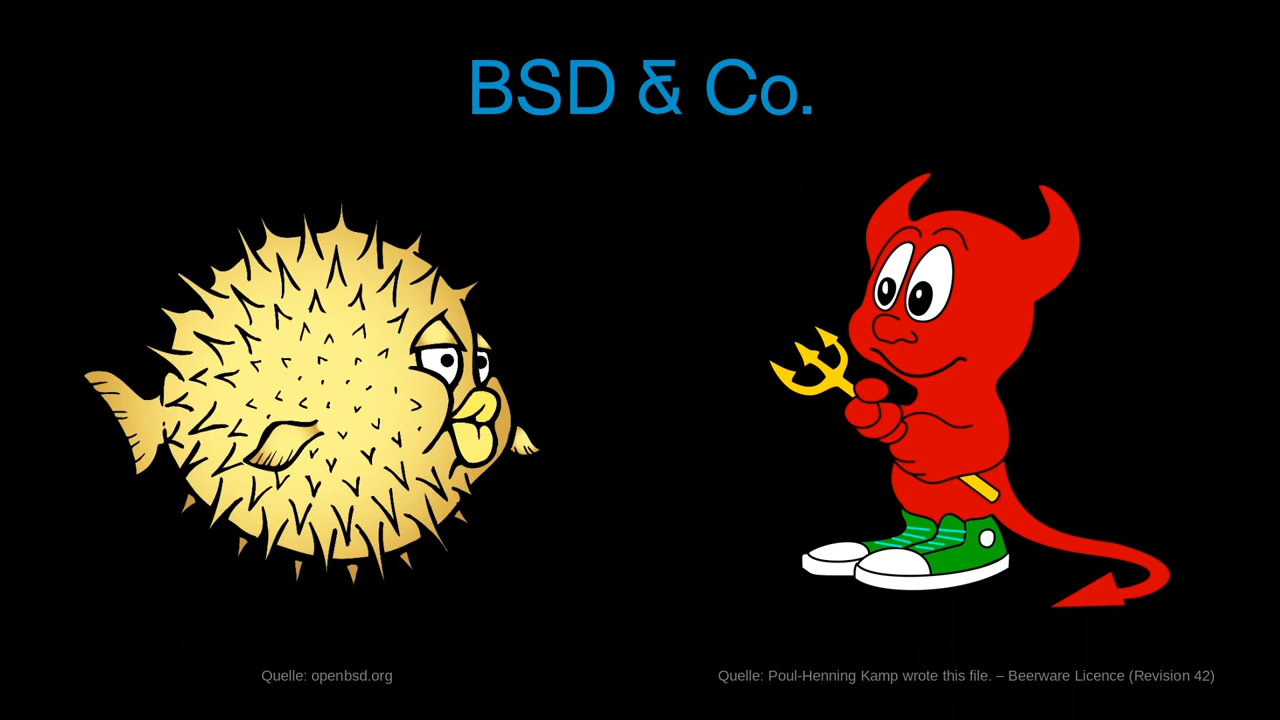 BSD & Co.
Quelle: openbsd.org
Quelle: Poul-Henning Kamp wrote this file. – Beerware Licence (Revision 42)